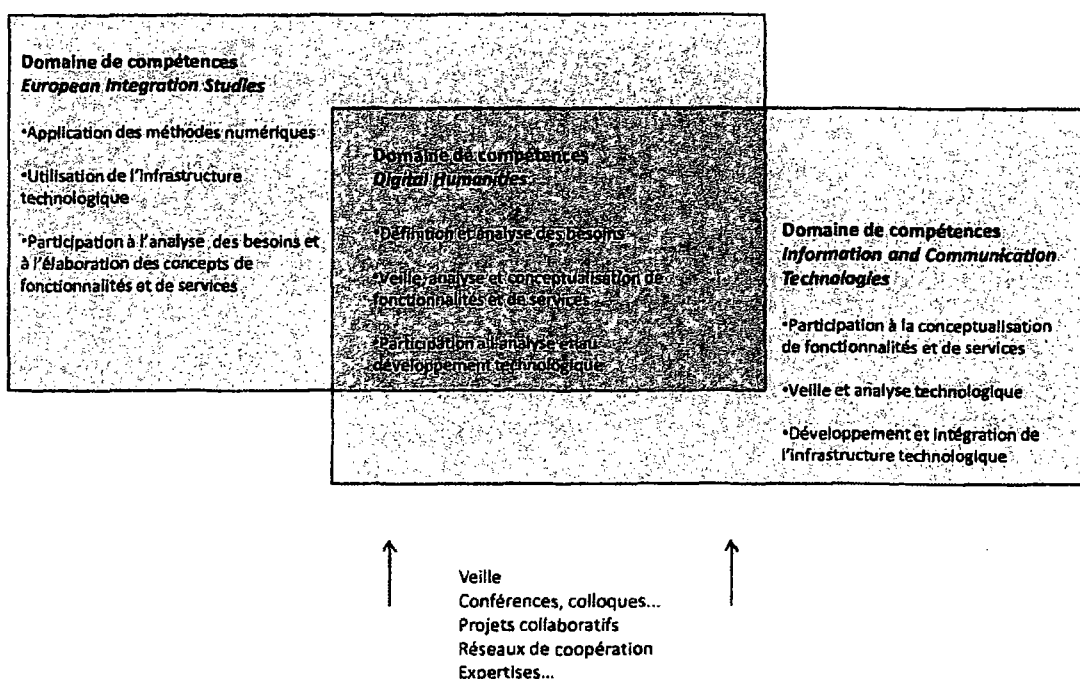 Domaine de compétences
European Integration Studies
•Application des méthodes numériques
•Utilisation de l'infrastructure
technologique
•Participation à l'analyse des besoins et
à l'élaboration des concepts de
fonctionnalités et de services
Domaine de compétences
Digital Humanities
•Définition et analyse des besoins
•Veille, analyse et conceptualisation de
fonctionnalités et de services
•Participation à l'analyse et au
développement technologique
Domaine de compétences
Information and Communication
Technologies
•Participation à la conceptualisation
de fonctionnalités et de services
•Veille et analyse technologique
•Développement et intégration de
l'infrastructure technologique
Veille
Conférences, colloques...
Projets collaboratifs
Réseaux de coopération
Expertises...